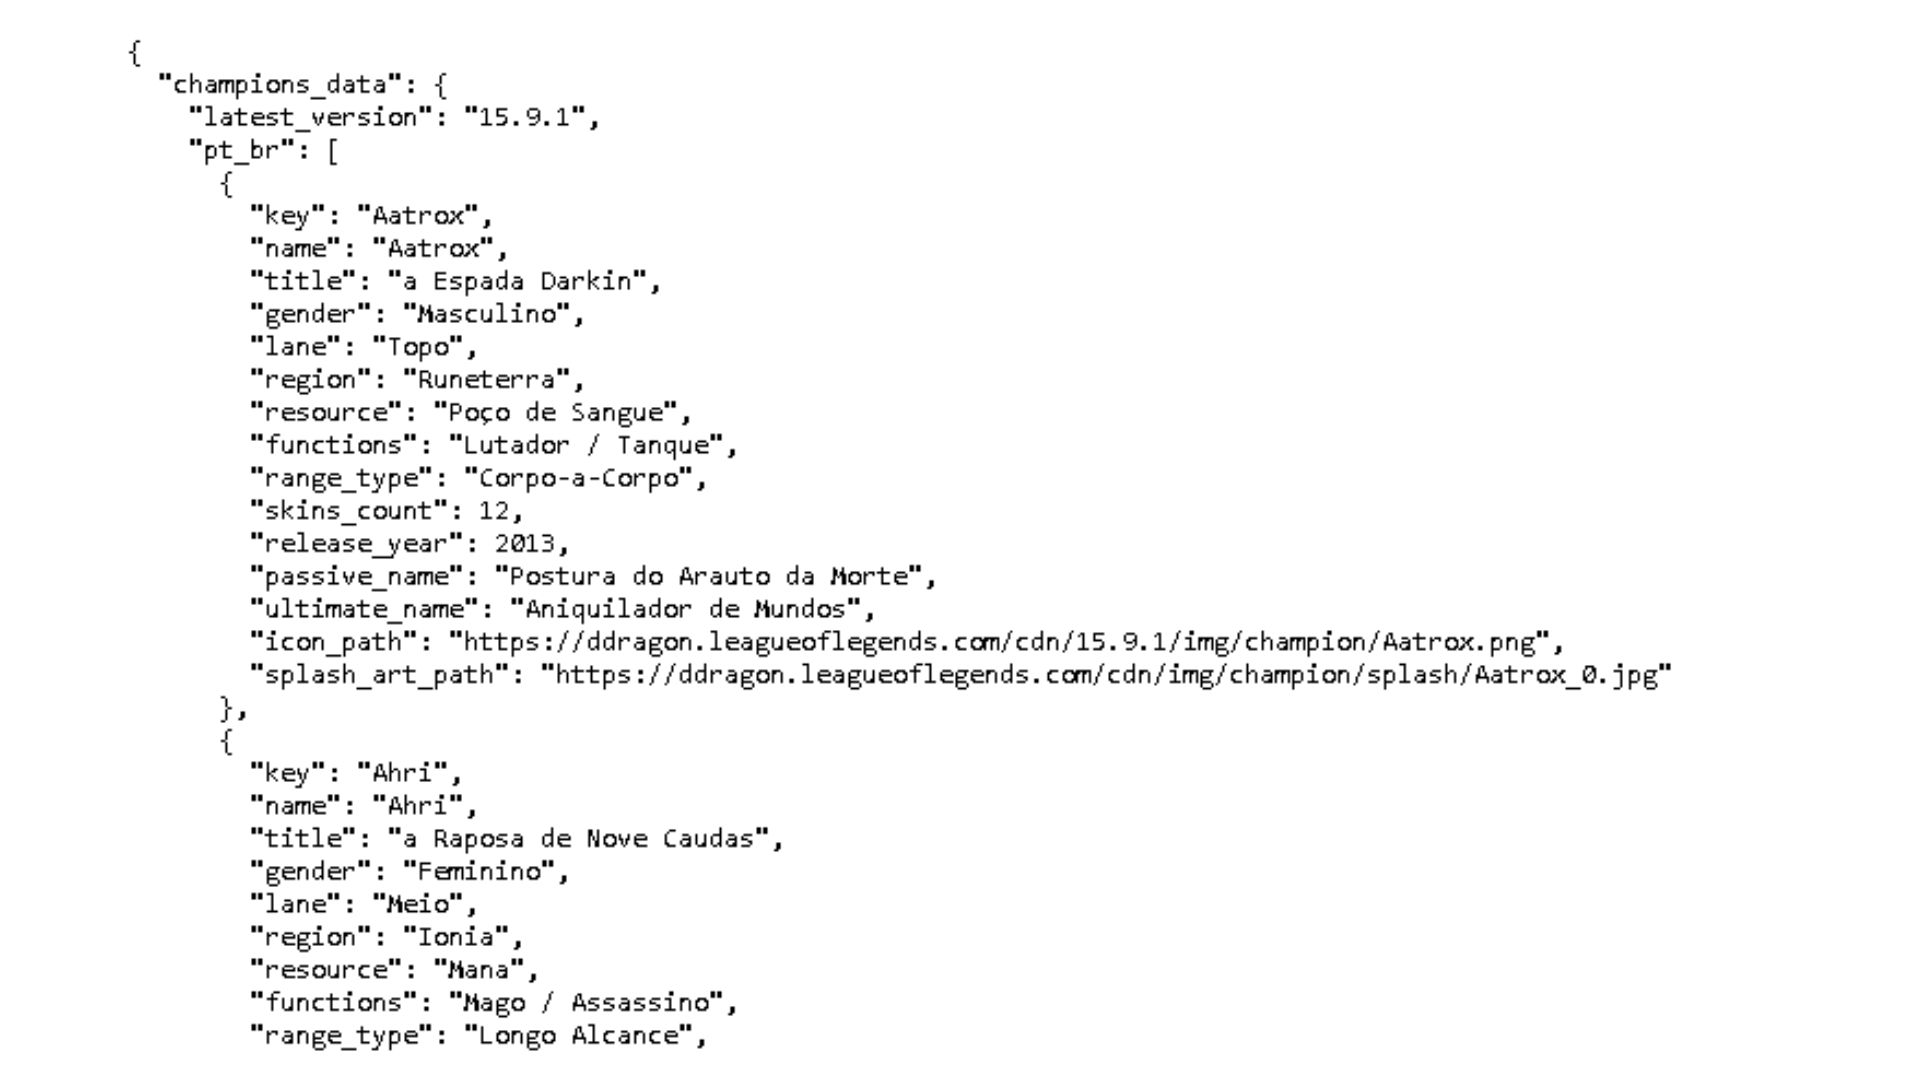 {
"champions_data": {
"latest_version": "15.9.1",
"pt_br": [
{
"key": "Aatrox",
"name": "Aatrox",
"title": "a Espada Darkin",
"gender": "Masculino",
"lane": "Topo",
"region": "Runeterra",
"resource": "Poço de Sangue",
"functions": "Lutador / Tanque",
"range_type": "Corpo-a-Corpo",
"skins_count": 12,
"release_year": 2013,
"passive_name": "Postura do Arauto da Morte",
"ultimate_name": "Aniquilador de Mundos",
"icon_path": "https://ddragon.leagueoflegends.com/cdn/15.9.1/img/champion/Aatrox.png",
"splash_art_path": "https://ddragon.leagueoflegends.com/cdn/img/champion/splash/Aatrox_0.jpg"
},
{
"key": "Ahri",
"name": "Ahri",
"title": "a Raposa de Nove Caudas",
"gender": "Feminino",
"lane": "Meio",
"region": "Ionia",
"resource": "Mana",
"functions": "Mago / Assassino",
"range_type": "Longo Alcance",